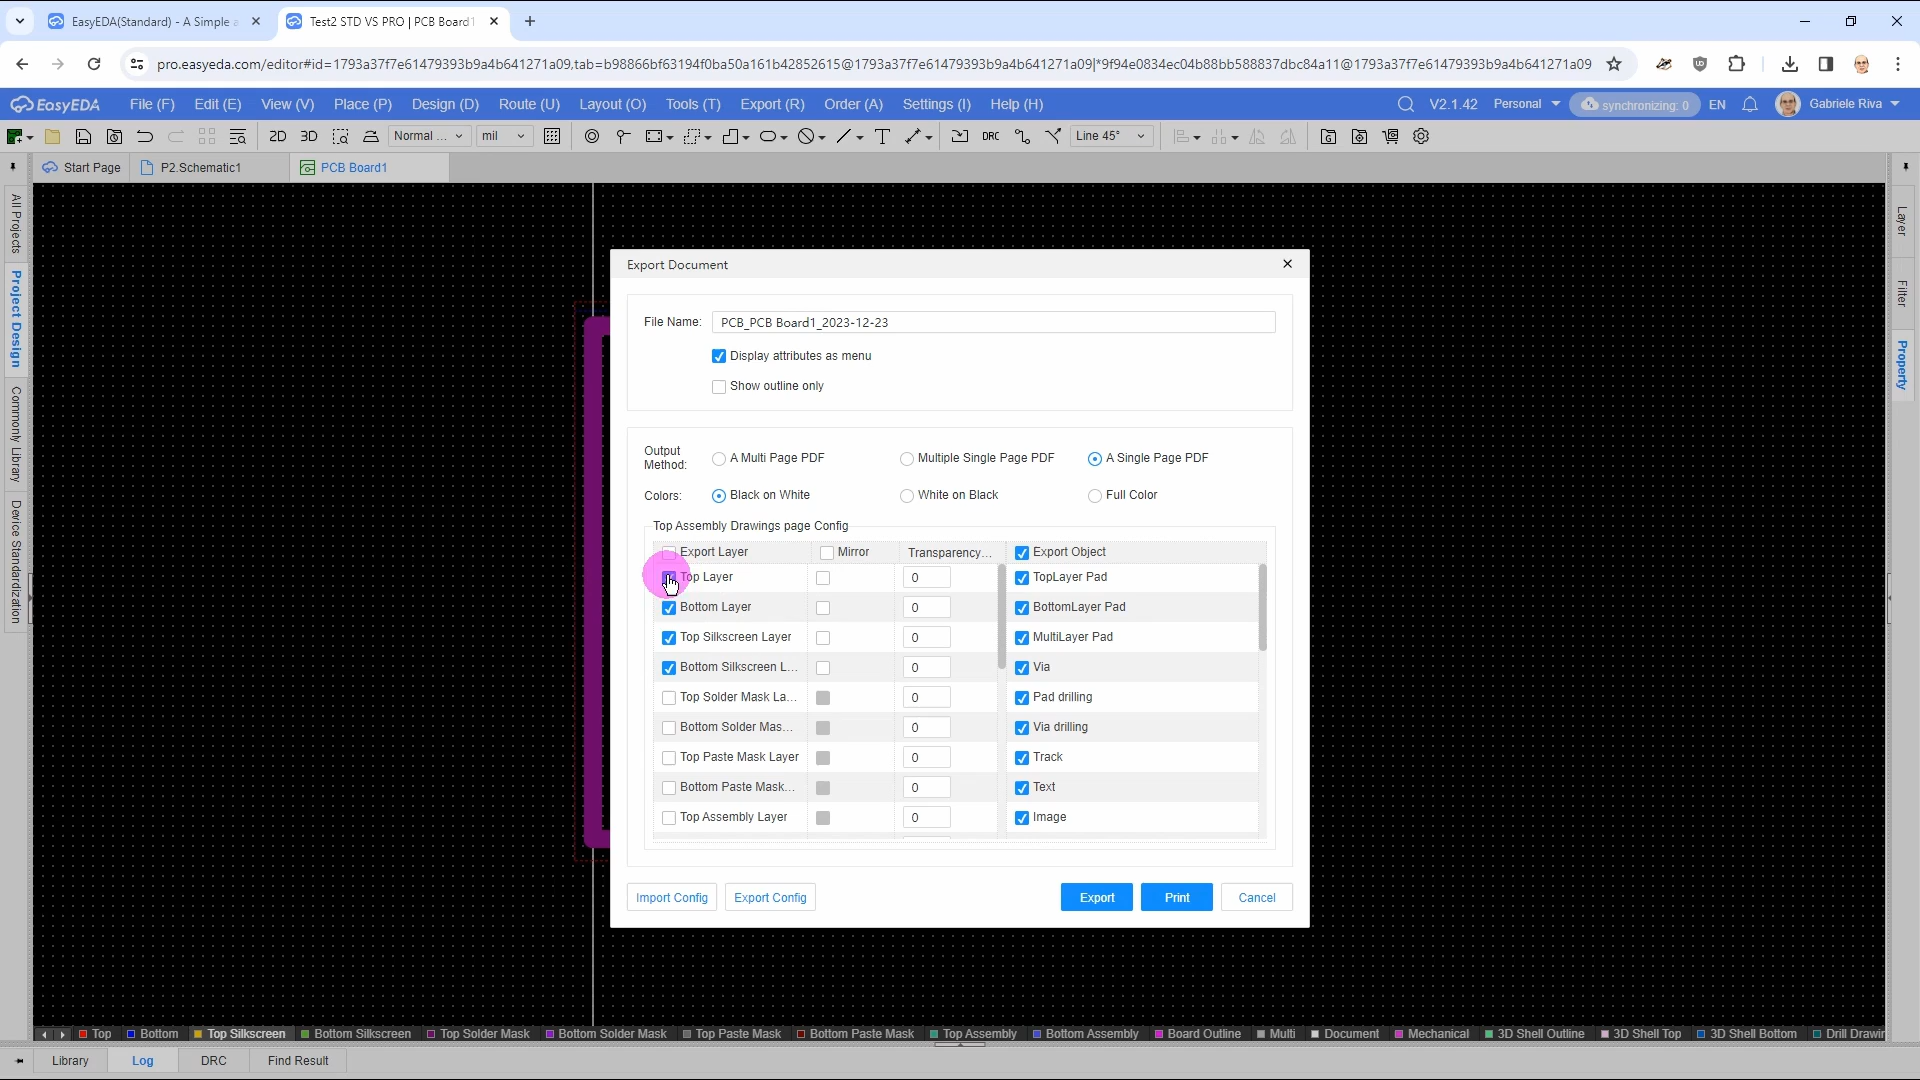 EasyEDA(Standard) - A Simple a
Test2 STD VS PRO | PCB Board1
pro.easyeda.com/editor#id=1793a37f7e61479393b9a4b641271a09,tab=b98866bf63194f0ba50a161b42852615@1793a37f7e61479393b9a4b641271a09|*9f94e0834ec04b88bb588837dbc84a11@1793a37f7e61479393b9a4b641271a09
EasyEDA File (F) Edit (E) View (V) Place (P) Design (D) Route (U) Layout (O) Tools (T) Export (R) Order (A) Settings (I) Help (H) V2.1.42 Personal synchronizing: 0 EN Gabriele Riva
2D 3D Normal ... mil DRC Line 45°
Start Page P2.Schematic1 PCB Board1
All Projects
Project Design
Commonly Library
Device Standardization
Layer
Filter
Property
Export Document
File Name: PCB_PCB Board1_2023-12-23
Display attributes as menu
Show outline only
Output Method: A Multi Page PDF Multiple Single Page PDF A Single Page PDF
Colors: Black on White White on Black Full Color
Top Assembly Drawings page Config
Export Layer Mirror Transparency... Export Object
Top Layer 0 TopLayer Pad
Bottom Layer 0 BottomLayer Pad
Top Silkscreen Layer 0 MultiLayer Pad
Bottom Silkscreen L... 0 Via
Top Solder Mask La... 0 Pad drilling
Bottom Solder Mas... 0 Via drilling
Top Paste Mask Layer 0 Track
Bottom Paste Mask... 0 Text
Top Assembly Layer 0 Image
Import Config Export Config Export Print Cancel
Top Bottom Top Silkscreen Bottom Silkscreen Top Solder Mask Bottom Solder Mask Top Paste Mask Bottom Paste Mask Top Assembly Bottom Assembly Board Outline Multi Document Mechanical 3D Shell Outline 3D Shell Top 3D Shell Bottom Drill Drawin
Library Log DRC Find Result